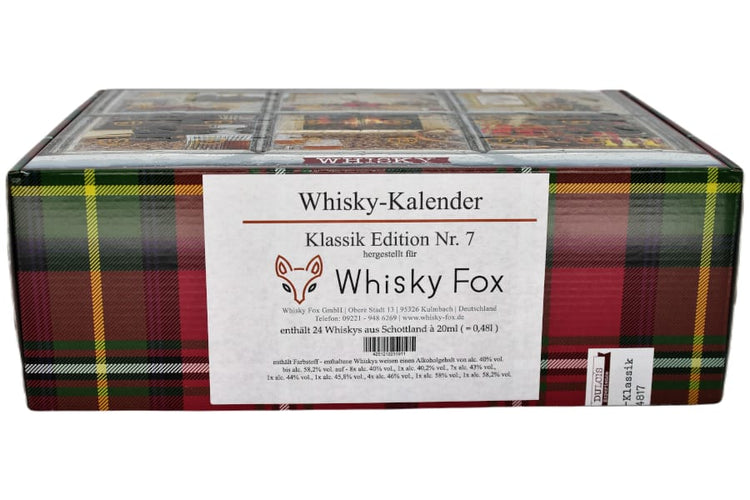 WHISKY
Whisky-Kalender
Klassik Edition Nr. 7
hergestellt für
Whisky Fox
Whisky Fox GmbH | Obere Stadt 13 | 95326 Kulmbach | Deutschland
Telefon: 09221 - 948 6269 | www.whisky-fox.de
enthält 24 Whiskys aus Schottland à 20ml ( = 0,48l )
enthält Farbstoff - enthaltene Whiskys weisen einen Alkoholgehalt von alc. 40% vol.
bis alc. 58,2% vol. auf - 8x alc. 40% vol., 1x alc. 40,2% vol. 7x alc. 43% vol.,
1x alc. 44% vol. 1x alc. 45,8% vol., 4x alc. 46% vol., 1x alc. 58% vol., 1x alc. 58,2% vol.
DULCIS
-Klassik
4817